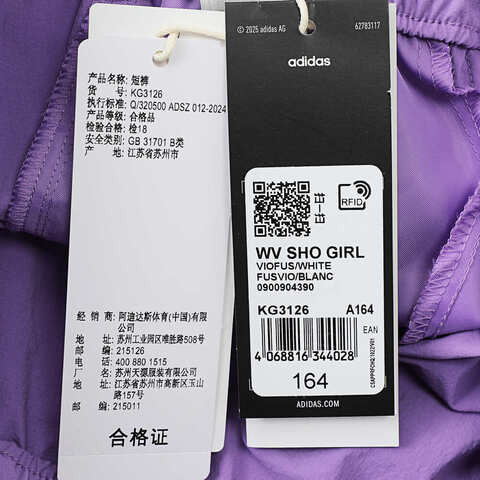 产品名称: 短裤
货 号: KG3126
执行标准: Q/320500 ADSZ 012-2024
产品等级: 合格品
检验合格: 检18
安全类别: GB 31701 B类
产 地: 江苏省苏州市
经 销 商: 阿迪达斯体育(中国)有限
公司
地 址: 苏州工业园区唯胜路508号
邮 编: 215126
电 话: 400 880 1515
制 造 商: 苏州天源服装有限公司
地 址: 江苏省苏州市高新区玉山
路157号
邮 编: 215011
合格证
© 2025 adidas AG
62783117
adidas
RFID
WV SHO GIRL
VIOFUS/WHITE
FUSVIO/BLANC
0900904390
KG3126 A164
EAN
4 068816 344028
164
ADIDAS.COM